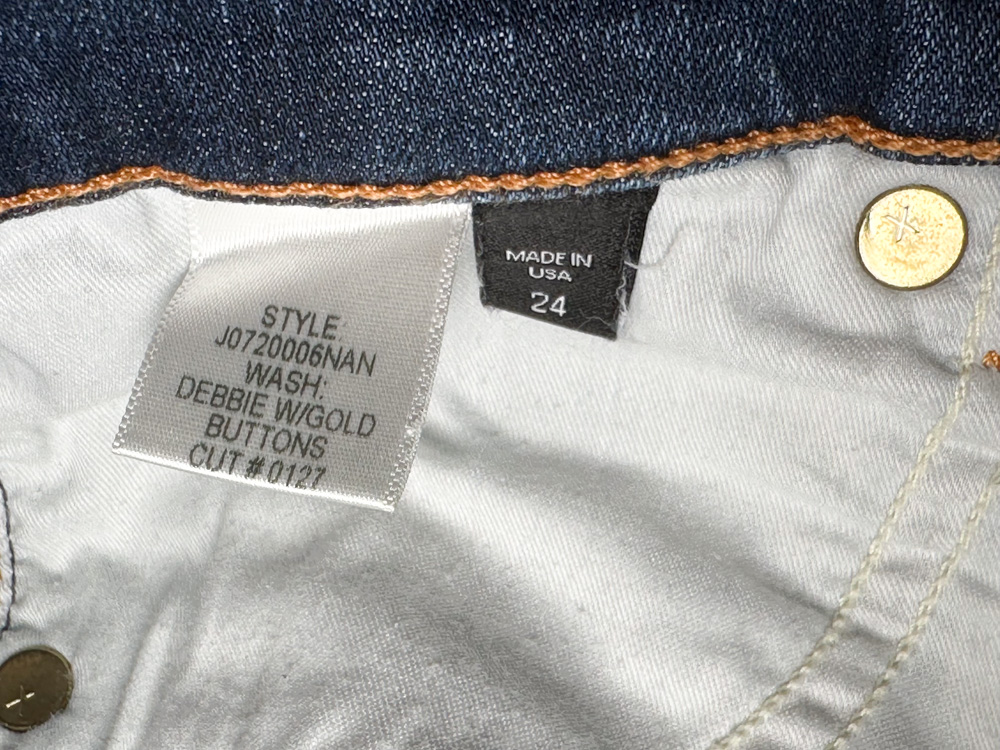 STYLE
J0720006NAN
WASH:
DEBBIE W/GOLD
BUTTONS
CUT # 0127
MADE IN
USA
24